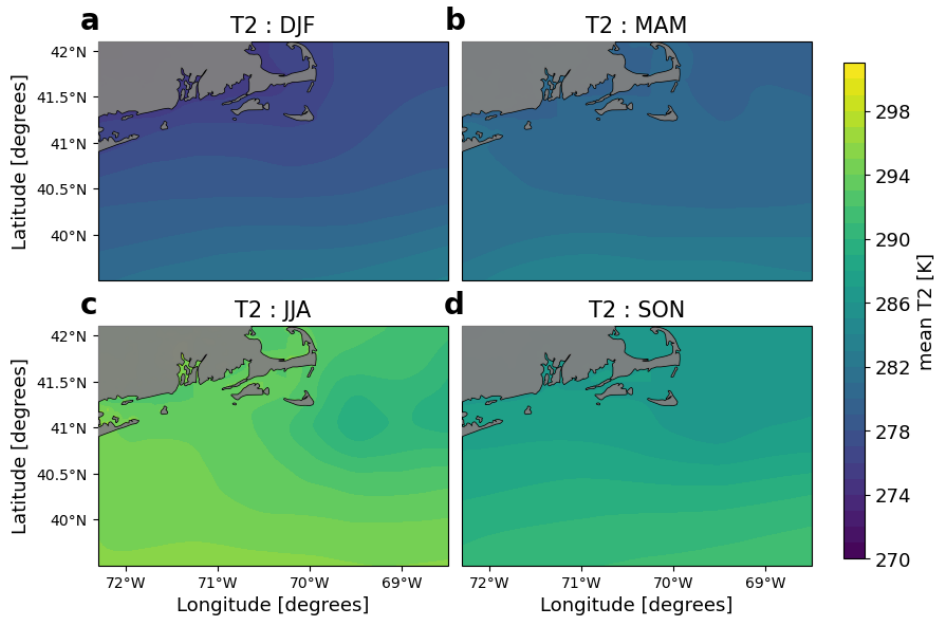 a T2 : DJF
b T2 : MAM
42°N
41.5°N
41°N
40.5°N
40°N
Latitude [degrees]
c T2 : JJA
d T2 : SON
42°N
41.5°N
41°N
40.5°N
40°N
Latitude [degrees]
72°W 71°W 70°W 69°W
Longitude [degrees]
72°W 71°W 70°W 69°W
Longitude [degrees]
298
294
290
286
282
278
274
270
mean T2 [K]